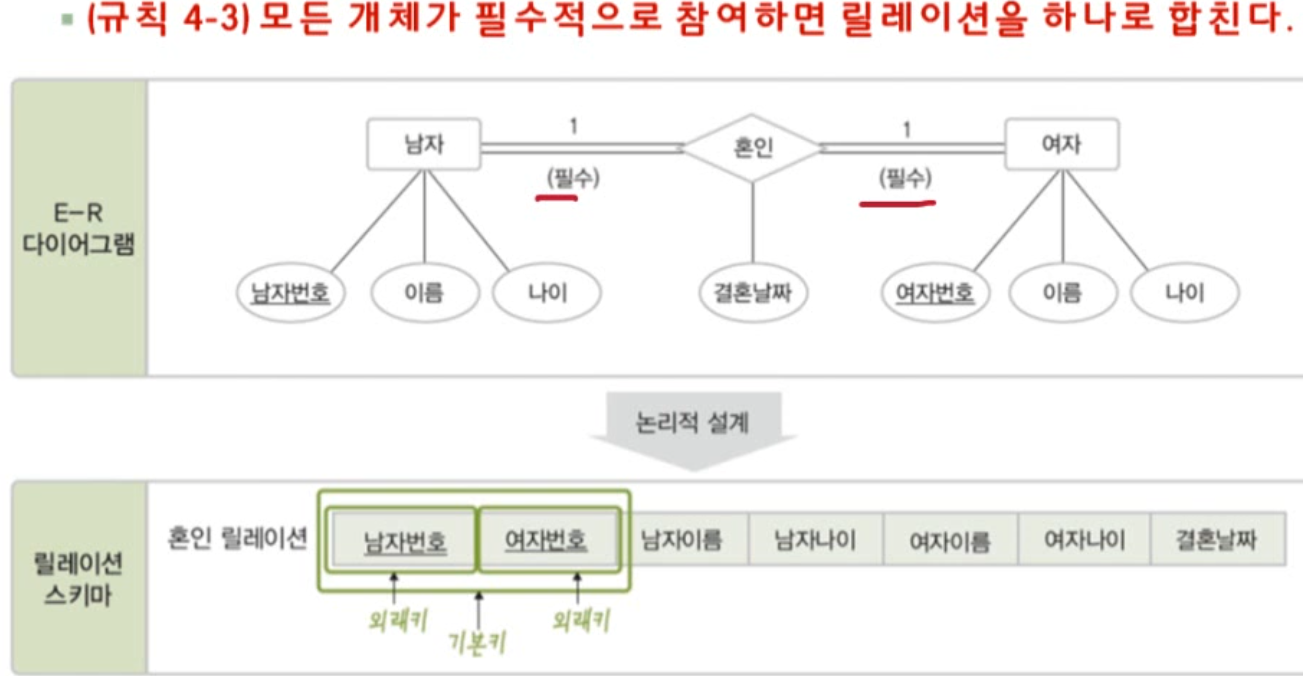 ▪ (규칙 4-3) 모든 개체가 필수적으로 참여하면 릴레이션을 하나로 합친다.
남자 1 혼인 1 여자
(필수) (필수)
E-R
다이어그램
남자번호 이름 나이 결혼날짜 여자번호 이름 나이
논리적 설계
릴레이션
스키마
혼인 릴레이션 남자번호 여자번호 남자이름 남자나이 여자이름 여자나이 결혼날짜
외래키 외래키
기본키